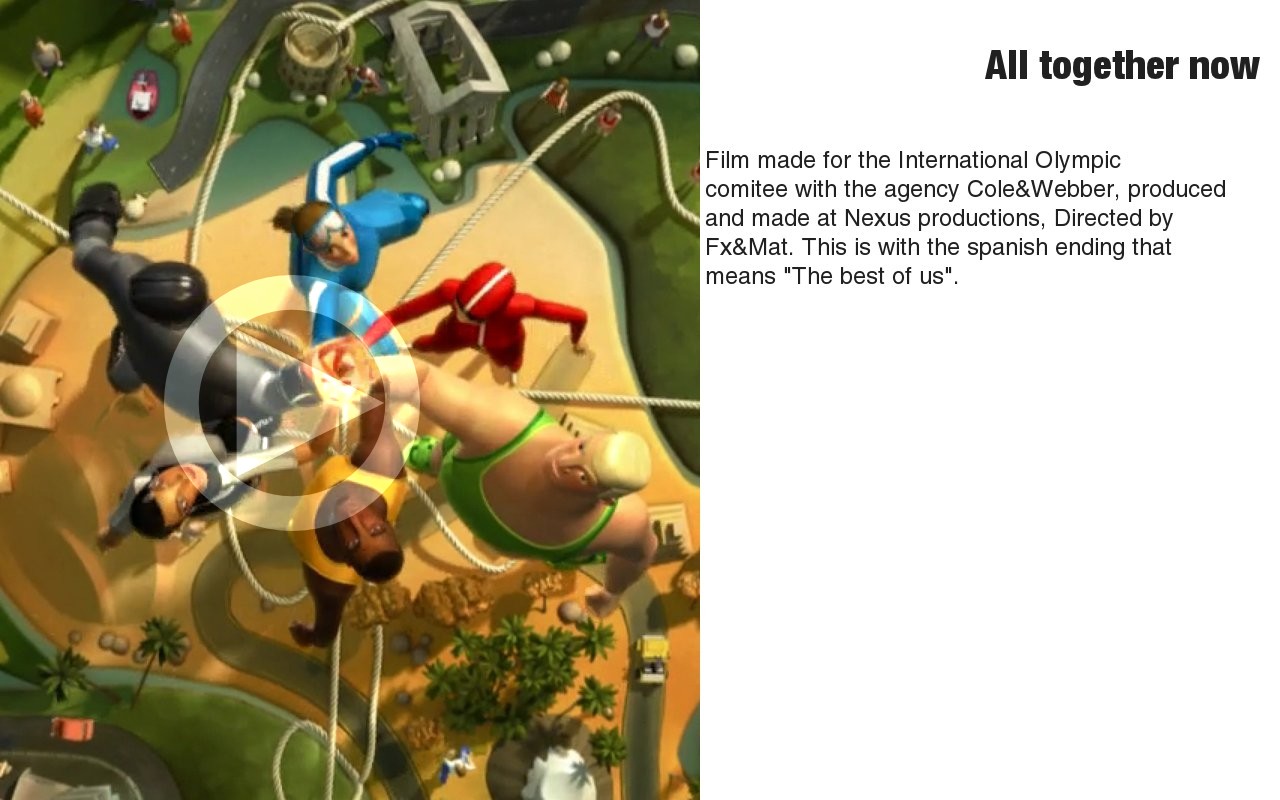 All together now
Film made for the International Olympic
comitee with the agency Cole&Webber, produced
and made at Nexus productions, Directed by
Fx&Mat. This is with the spanish ending that
means "The best of us".